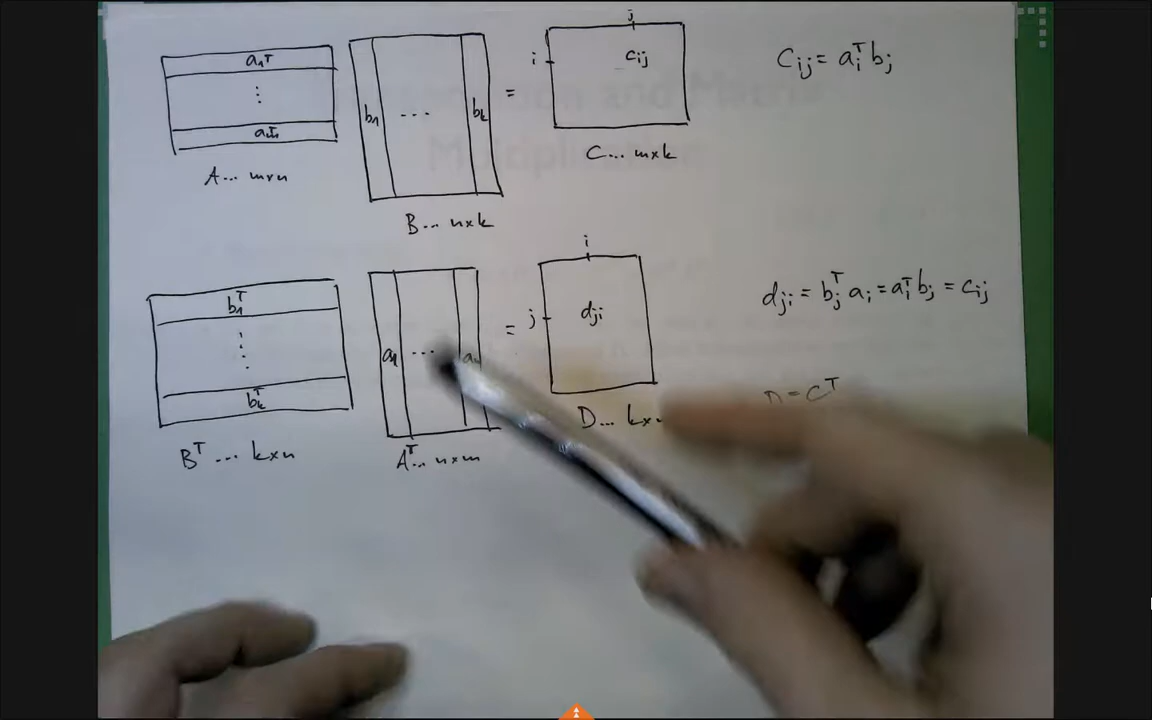 a₁ᵀ
⋮
aₘᵀ
A... m×n
b₁ ... bₖ
B... n×k
=
j
i
cᵢⱼ
C... m×k
cᵢⱼ = aᵢᵀ bⱼ
b₁ᵀ
⋮
bₖᵀ
Bᵀ ... k×n
a₁ ...
Aᵀ... n×m
=
i
j
dⱼᵢ
D... k×
dⱼᵢ = bⱼᵀ aᵢ = aᵢᵀ bⱼ = cᵢⱼ
D = Cᵀ